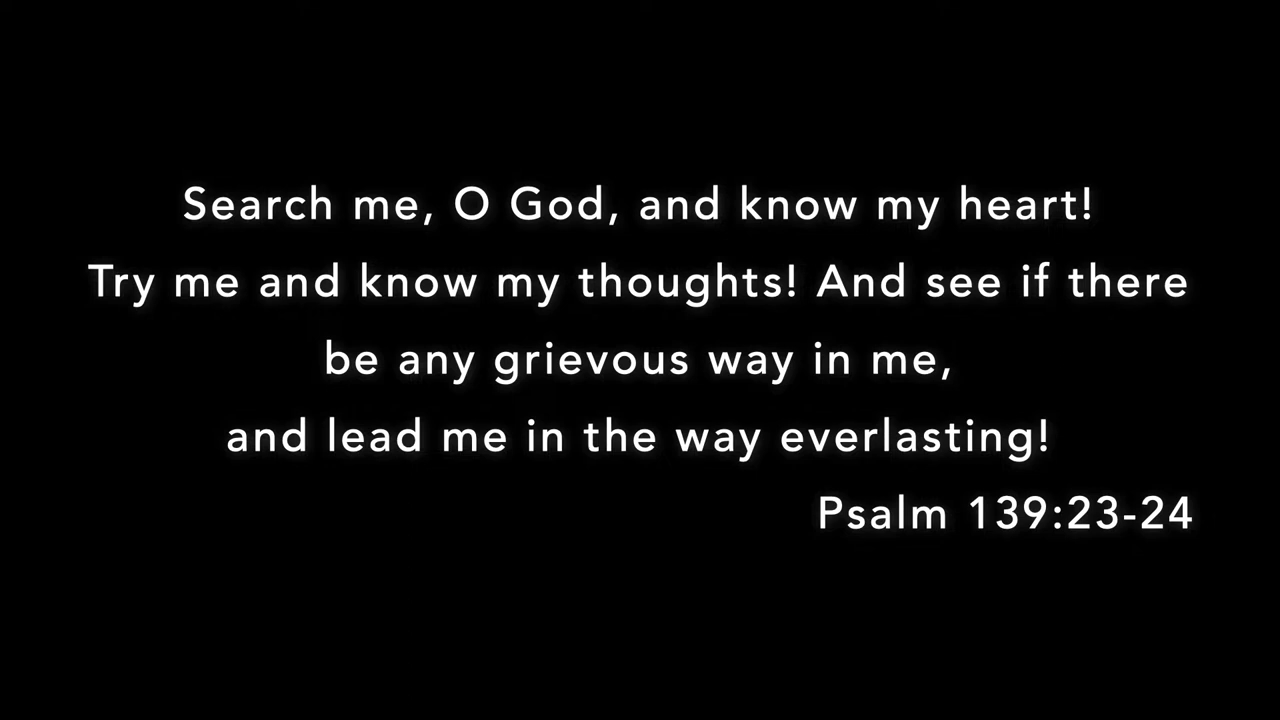 Search me, O God, and know my heart!
Try me and know my thoughts! And see if there
be any grievous way in me,
and lead me in the way everlasting!
Psalm 139:23-24